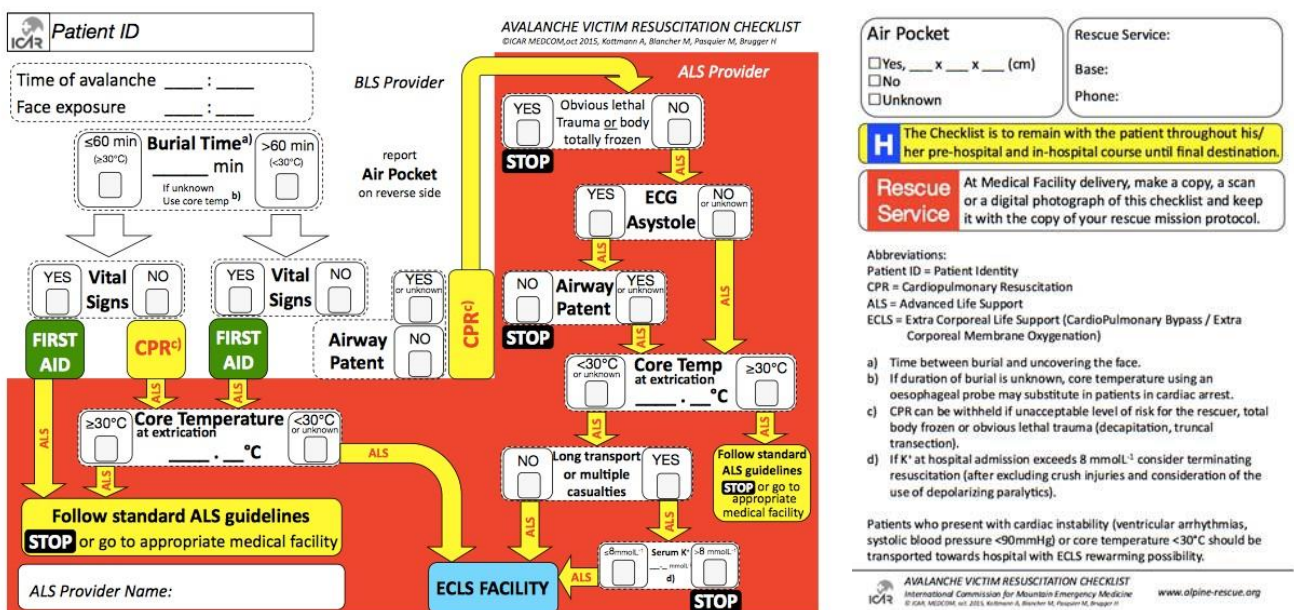 ICAR
Patient ID
AVALANCHE VICTIM RESUSCITATION CHECKLIST
©ICAR MEDCOM,oct 2015, Kottmann A, Blancher M, Pasquier M, Brugger H
Time of avalanche ____ : ____
Face exposure ____ : ____
BLS Provider
ALS Provider
≤60 min
(≥30°C)
Burial Time a)
______ min
If unknown
Use core temp b)
>60 min
(<30°C)
report
Air Pocket
on reverse side
YES
Obvious lethal
Trauma or body
totally frozen
NO
STOP
ALS
YES
ECG
Asystole
NO
or unknown
ALS
ALS
NO
Airway
Patent
YES
or unknown
STOP
ALS
YES
Vital
Signs
NO
YES
Vital
Signs
NO
YES
or unknown
Airway
Patent
NO
CPR c)
FIRST
AID
CPR c)
FIRST
AID
ALS
ALS
ALS
<30°C
or unknown
Core Temp
at extrication
____ . __°C
≥30°C
ALS
ALS
≥30°C
Core Temperature
at extrication
____ . __°C
<30°C
or unknown
ALS
ALS
NO
Long transport
or multiple
casualties
YES
Follow standard
ALS guidelines
STOP or go to
appropriate
medical facility
ALS
ALS
Follow standard ALS guidelines
STOP or go to appropriate medical facility
≤8mmolL⁻¹
Serum K⁺
__._ mmolL⁻¹
d)
>8 mmolL⁻¹
STOP
ALS
ECLS FACILITY
ALS Provider Name:
Air Pocket
Yes, ___ x ___ x ___ (cm)
No
Unknown
Rescue Service:
Base:
Phone:
H
The Checklist is to remain with the patient throughout his/
her pre-hospital and in-hospital course until final destination.
Rescue
Service
At Medical Facility delivery, make a copy, a scan
or a digital photograph of this checklist and keep
it with the copy of your rescue mission protocol.
Abbreviations:
Patient ID = Patient Identity
CPR = Cardiopulmonary Resuscitation
ALS = Advanced Life Support
ECLS = Extra Corporeal Life Support (CardioPulmonary Bypass / Extra
Corporeal Membrane Oxygenation)
a) Time between burial and uncovering the face.
b) If duration of burial is unknown, core temperature using an
oesophageal probe may substitute in patients in cardiac arrest.
c) CPR can be withheld if unacceptable level of risk for the rescuer, total
body frozen or obvious lethal trauma (decapitation, truncal
transection).
d) If K⁺ at hospital admission exceeds 8 mmolL⁻¹ consider terminating
resuscitation (after excluding crush injuries and consideration of the
use of depolarizing paralytics).
Patients who present with cardiac instability (ventricular arrhythmias,
systolic blood pressure <90mmHg) or core temperature <30°C should be
transported towards hospital with ECLS rewarming possibility.
ICAR
AVALANCHE VICTIM RESUSCITATION CHECKLIST
International Commission for Mountain Emergency Medicine
© ICAR, MEDCOM, oct. 2015, Kottmann A, Blancher M, Pasquier M, Brugger H
www.alpine-rescue.org